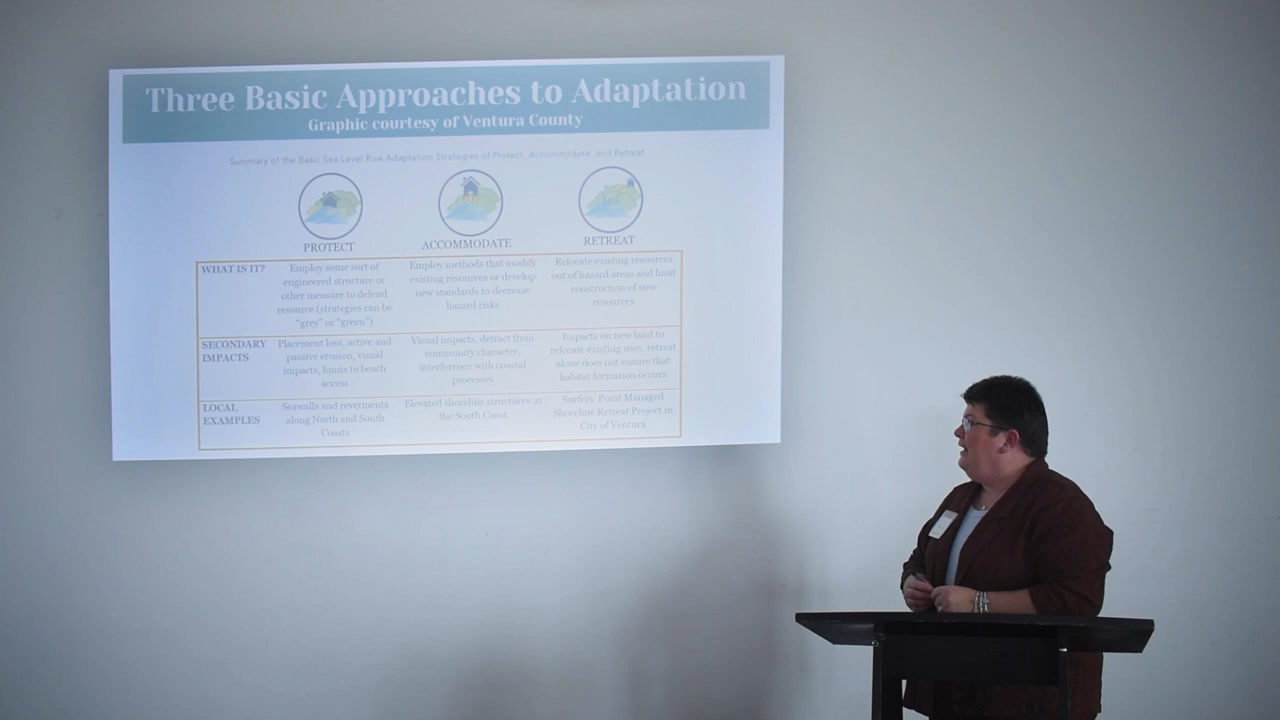 Three Basic Approaches to Adaptation
Graphic courtesy of Ventura County
Summary of the Basic Sea Level Rise Adaptation Strategies of Protect, Accommodate, and Retreat
PROTECT
ACCOMMODATE
RETREAT
WHAT IS IT?
Employ some sort of
engineered structure or
other measure to defend
resource (strategies can be
"grey" or "green")
Employ methods that modify
existing resources or develop
new standards to decrease
hazard risks
Relocate existing resources
out of hazard areas and limit
construction of new
resources
SECONDARY
IMPACTS
Placement loss, active and
passive erosion, visual
impacts, limits to beach
access
Visual impacts, detract from
community character,
interference with coastal
processes
Impacts on new land to
relocate existing uses, retreat
alone does not ensure that
habitat formation occurs
LOCAL
EXAMPLES
Seawalls and revetments
along North and South
Coasts
Elevated shoreline structures in
the South Coast
Surfers' Point Managed
Shoreline Retreat Project in
City of Ventura